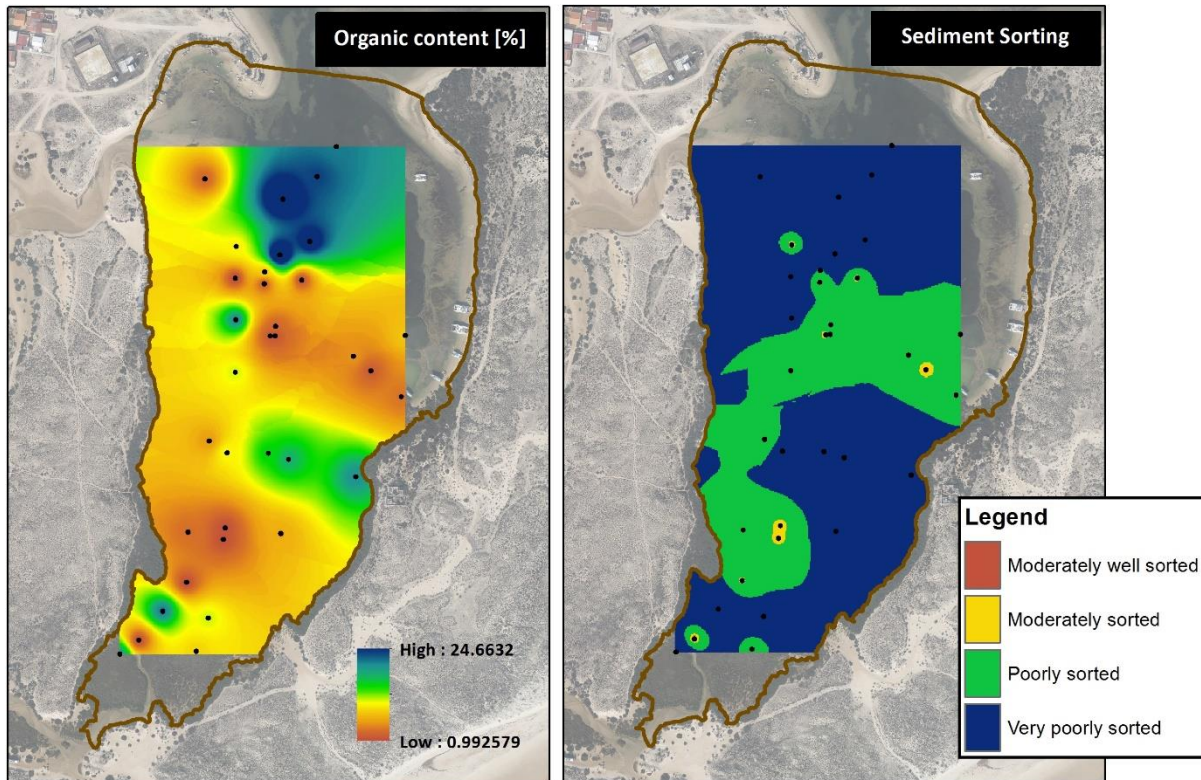 Organic content [%]
High : 24.6632
Low : 0.992579
Sediment Sorting
Legend
Moderately well sorted
Moderately sorted
Poorly sorted
Very poorly sorted